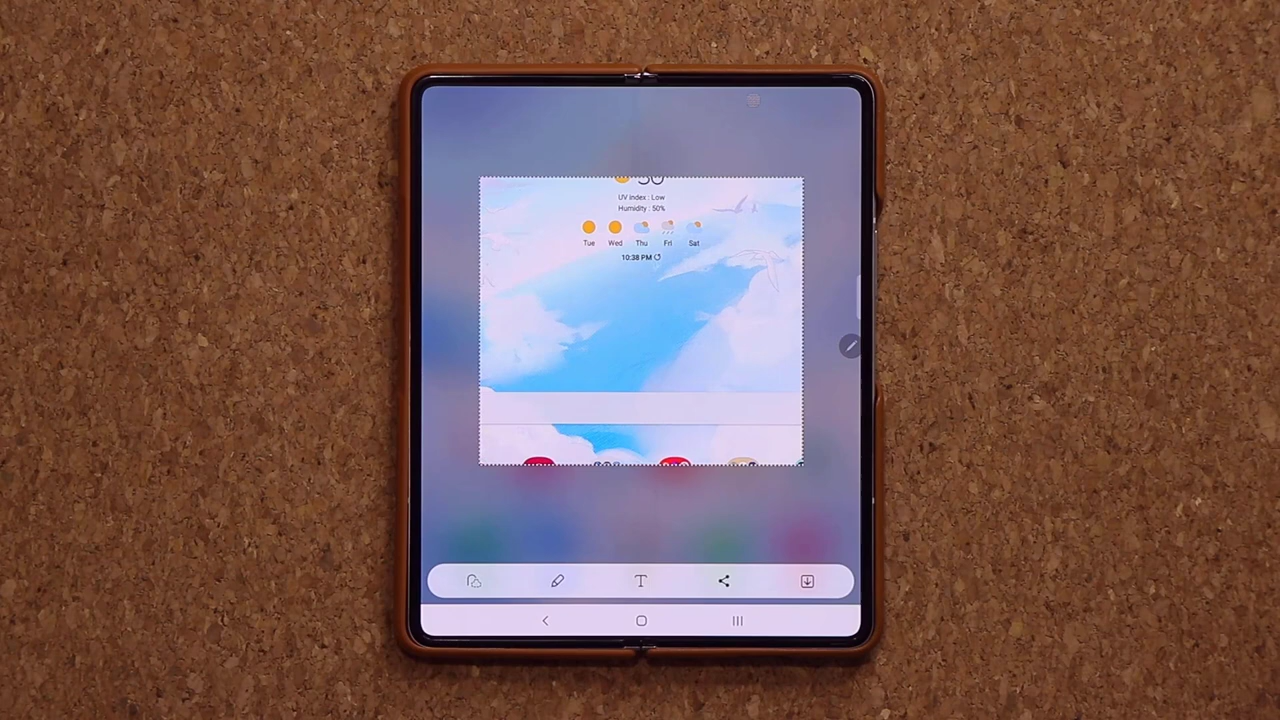 UV index : Low
Humidity : 50%
Tue Wed Thu Fri Sat
10:38 PM
T